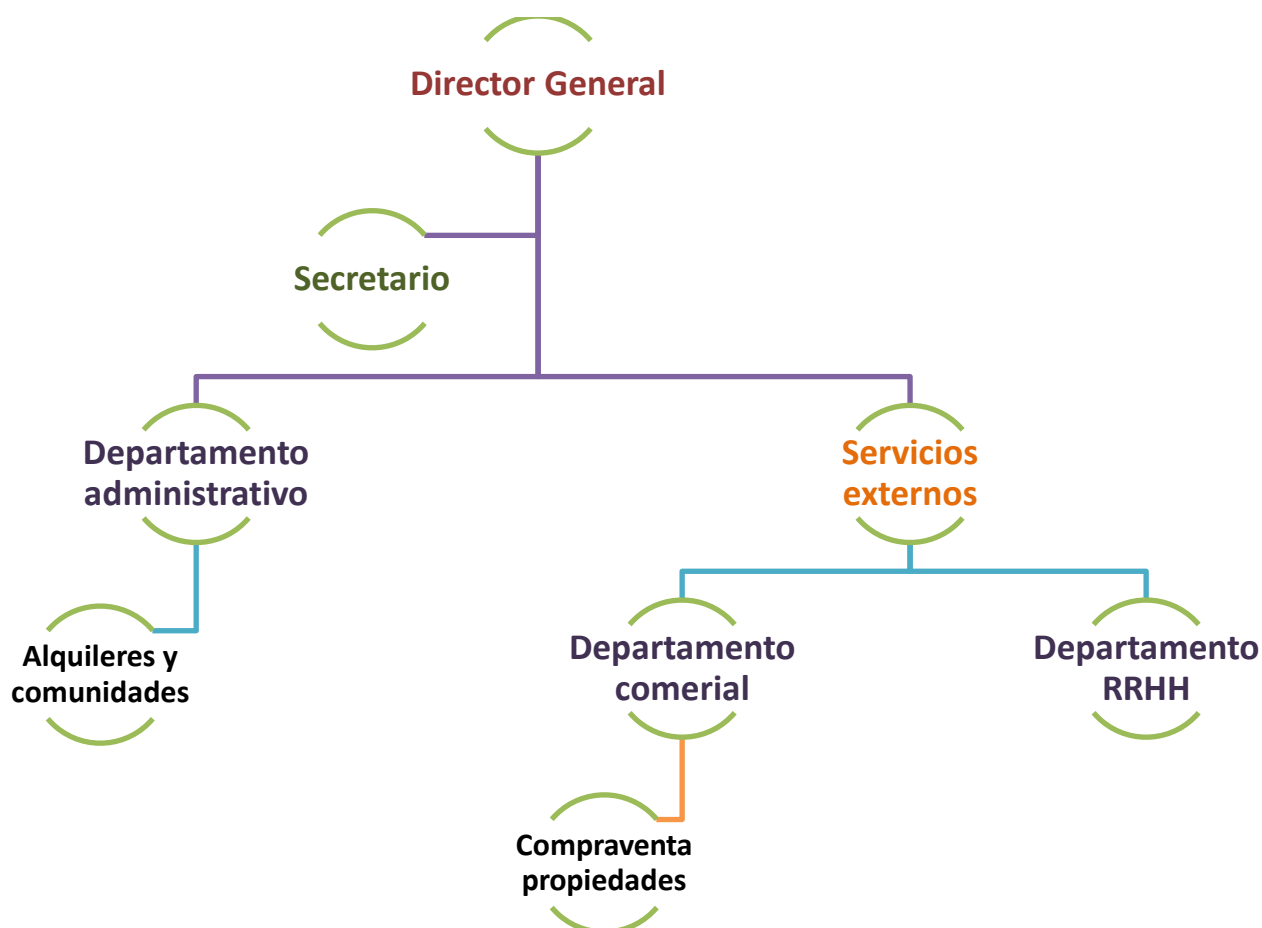 Director General
Secretario
Departamento
administrativo
Servicios
externos
Alquileres y
comunidades
Departamento
comerial
Departamento
RRHH
Compraventa
propiedades